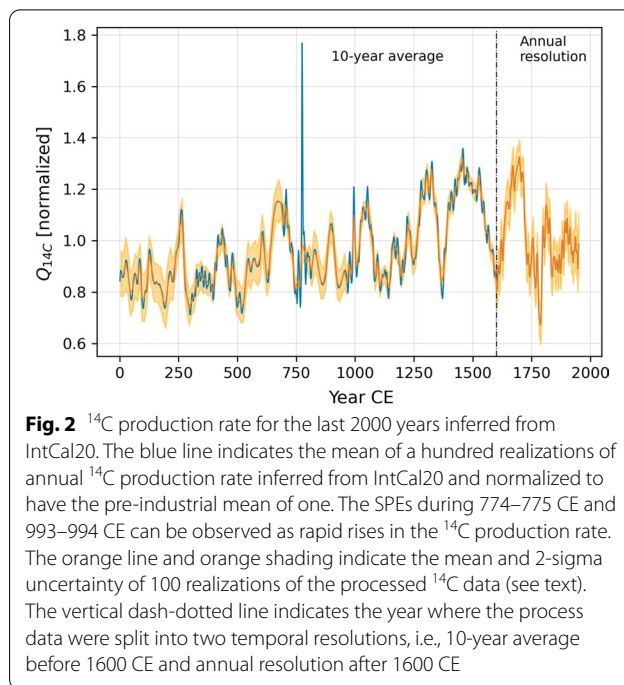 1.8
1.6
1.4
1.2
1.0
0.8
0.6
Q14C [normalized]
10-year average
Annual
resolution
0 250 500 750 1000 1250 1500 1750 2000
Year CE
Fig. 2 14C production rate for the last 2000 years inferred from
IntCal20. The blue line indicates the mean of a hundred realizations of
annual 14C production rate inferred from IntCal20 and normalized to
have the pre-industrial mean of one. The SPEs during 774–775 CE and
993–994 CE can be observed as rapid rises in the 14C production rate.
The orange line and orange shading indicate the mean and 2-sigma
uncertainty of 100 realizations of the processed 14C data (see text).
The vertical dash-dotted line indicates the year where the process
data were split into two temporal resolutions, i.e., 10-year average
before 1600 CE and annual resolution after 1600 CE